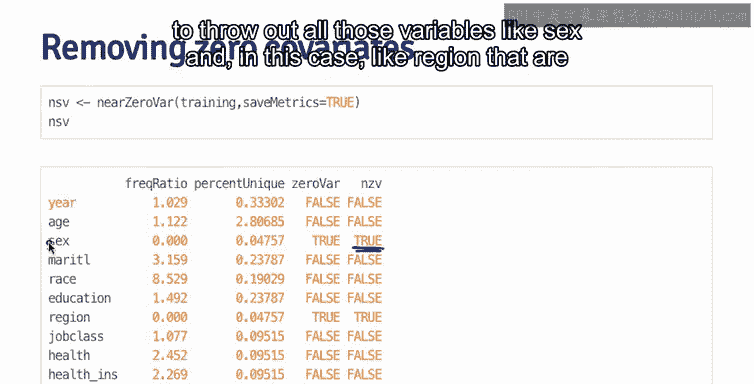 to throw out all those variables like sex
Removing zero covariates
and, in this case, like region that are
nsv <- nearZeroVar(training,saveMetrics=TRUE)
nsv
freqRatio percentUnique zeroVar nzv
year 1.029 0.33302 FALSE FALSE
age 1.122 2.80685 FALSE FALSE
sex 0.000 0.04757 TRUE TRUE
maritl 3.159 0.23787 FALSE FALSE
race 8.529 0.19029 FALSE FALSE
education 1.492 0.23787 FALSE FALSE
region 0.000 0.04757 TRUE TRUE
jobclass 1.077 0.09515 FALSE FALSE
health 2.452 0.09515 FALSE FALSE
health_ins 2.269 0.09515 FALSE FALSE